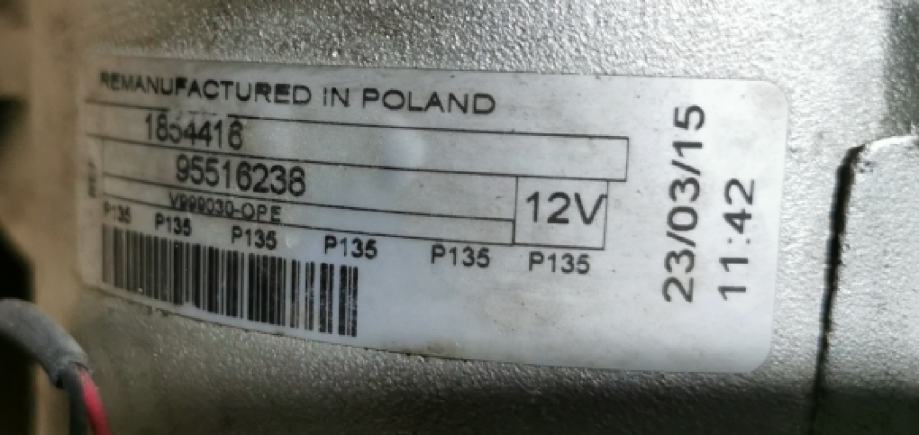 REMANUFACTURED IN POLAND
1854416
95516238
V999030-OPE
12V
P135 P135 P135 P135 P135 P135
23/03/15
11:42